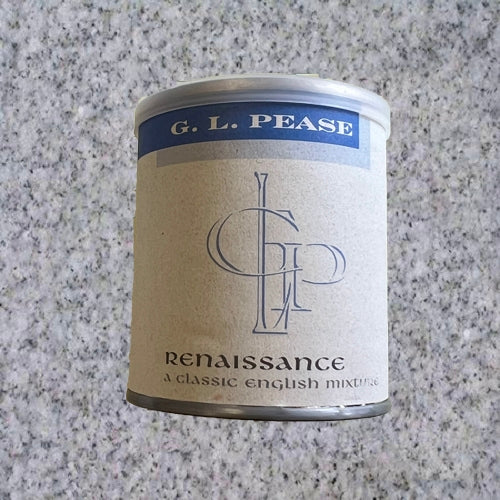 G. L. PEASE
GLP
RENAISSANCE
A CLASSIC ENGLISH MIXTURE